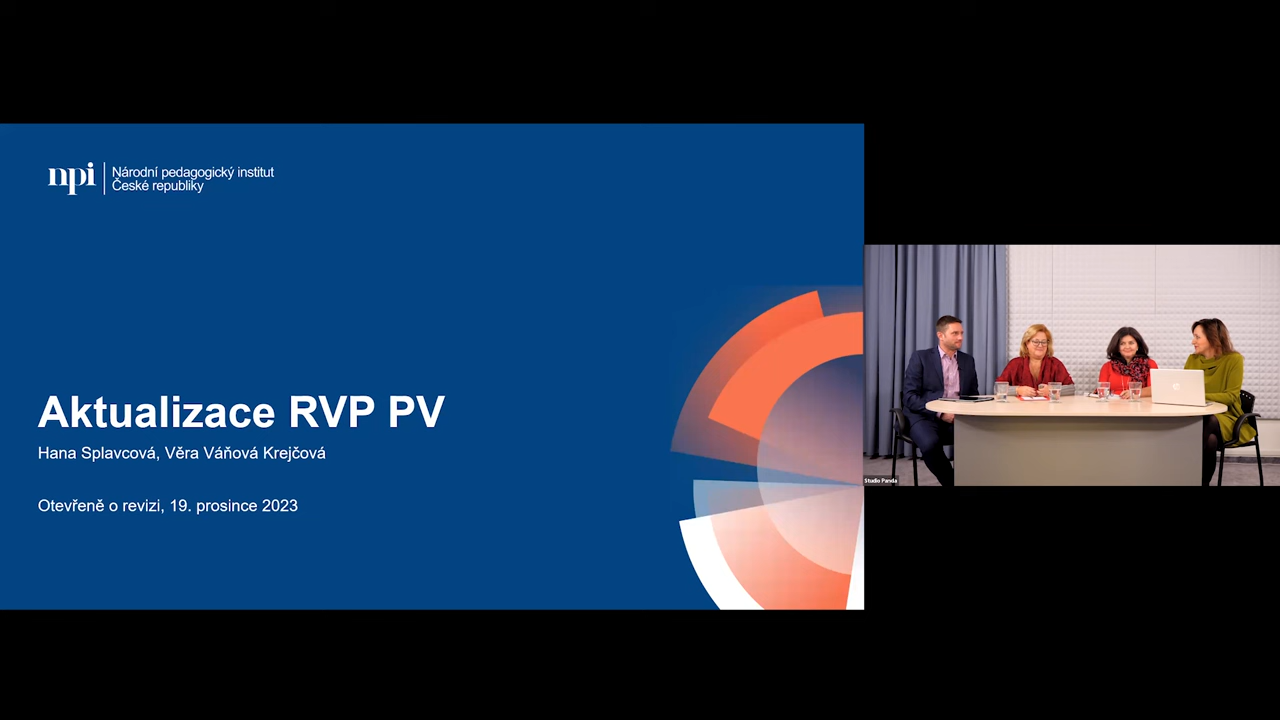 npi
Národní pedagogický institut
České republiky
Aktualizace RVP PV
Hana Splavcová, Věra Váňová Krejčová
Otevřeně o revizi, 19. prosince 2023
Studio Panda